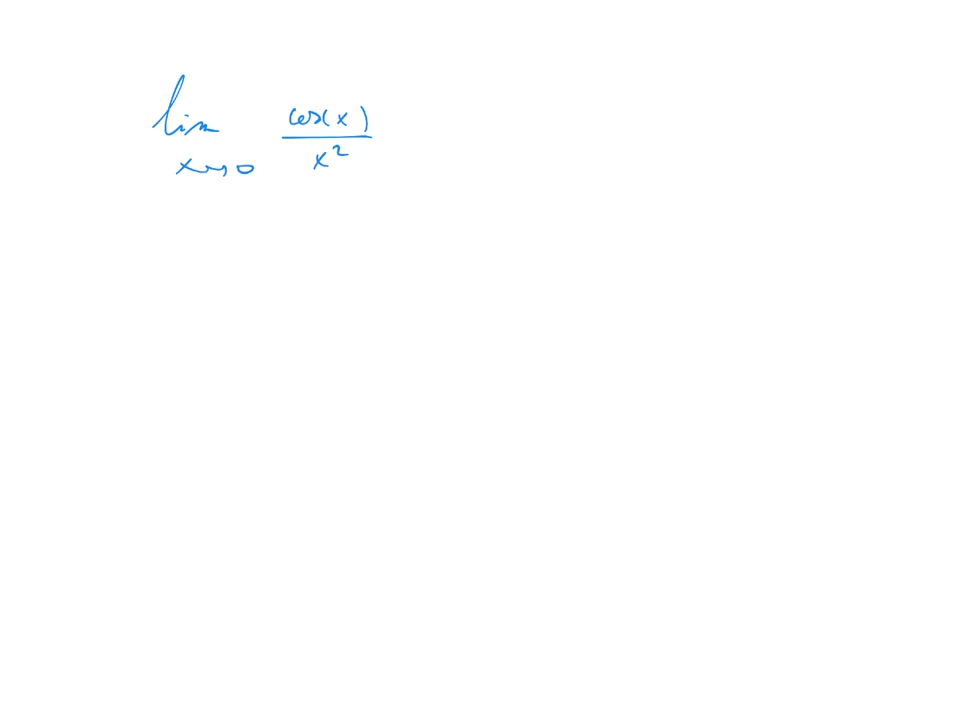 lim cos(x)
x→0 x²